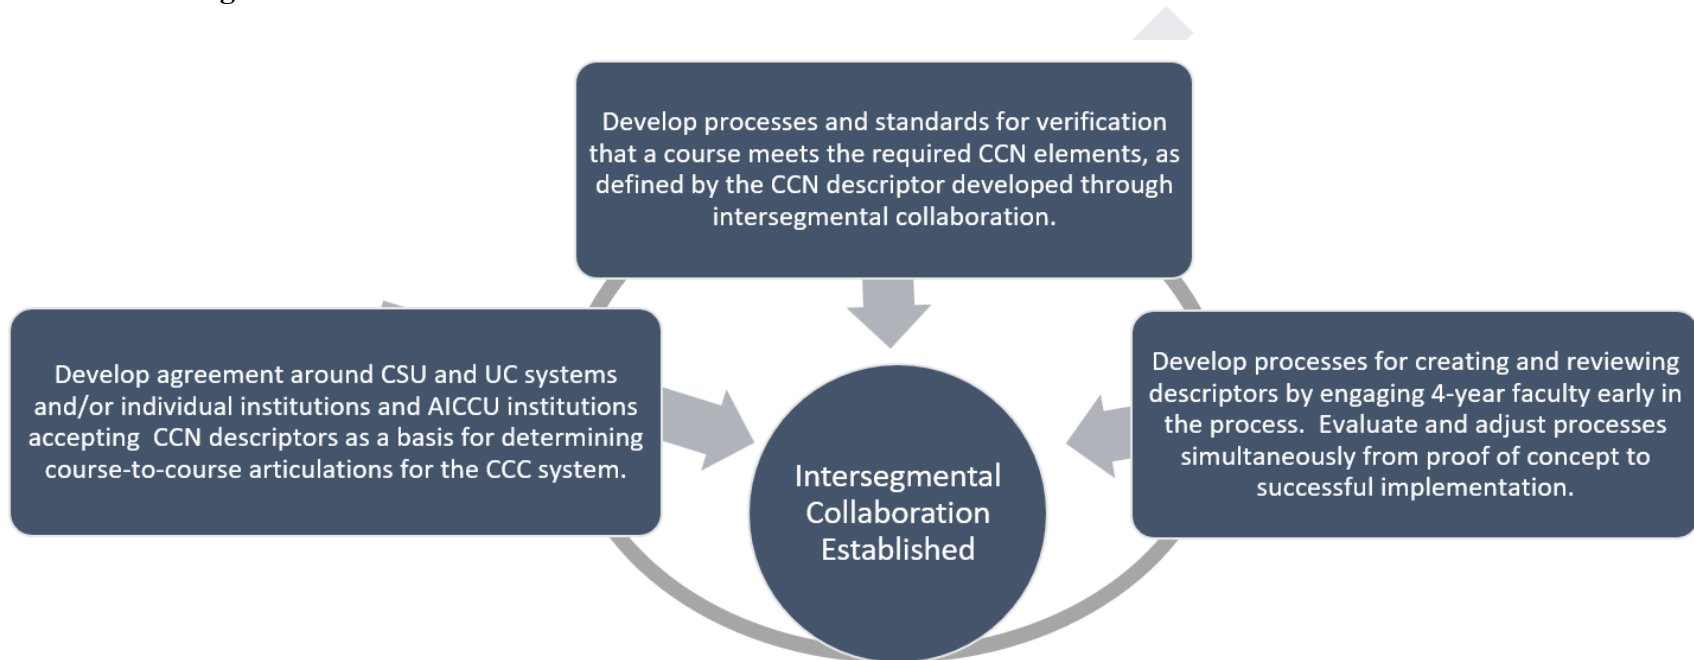 Develop processes and standards for verification
that a course meets the required CCN elements, as
defined by the CCN descriptor developed through
intersegmental collaboration.
Develop agreement around CSU and UC systems
and/or individual institutions and AICCU institutions
accepting  CCN descriptors as a basis for determining
course-to-course articulations for the CCC system.
Develop processes for creating and reviewing
descriptors by engaging 4-year faculty early in
the process.  Evaluate and adjust processes
simultaneously from proof of concept to
successful implementation.
Intersegmental
Collaboration
Established